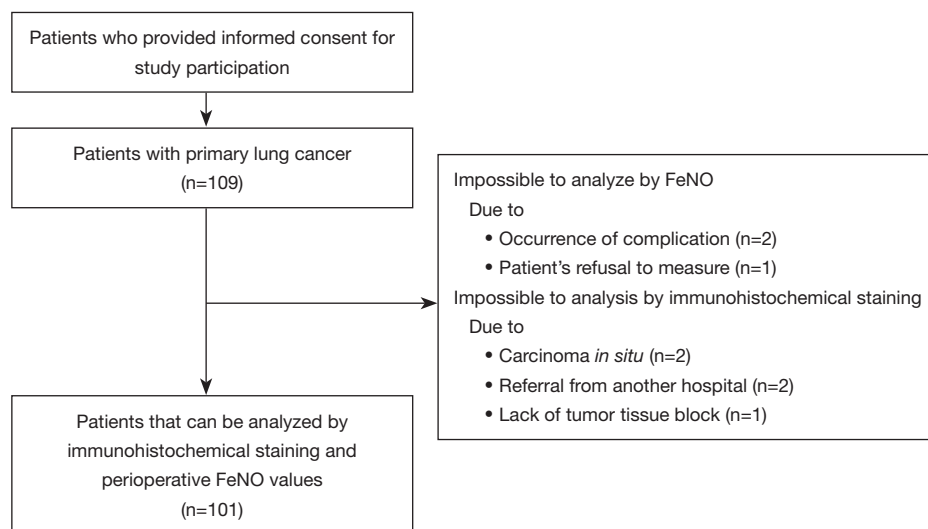 Patients who provided informed consent for
study participation
Patients with primary lung cancer
(n=109)
Impossible to analyze by FeNO
Due to
• Occurrence of complication (n=2)
• Patient's refusal to measure (n=1)
Impossible to analysis by immunohistochemical staining
Due to
• Carcinoma in situ (n=2)
• Referral from another hospital (n=2)
• Lack of tumor tissue block (n=1)
Patients that can be analyzed by
immunohistochemical staining and
perioperative FeNO values
(n=101)